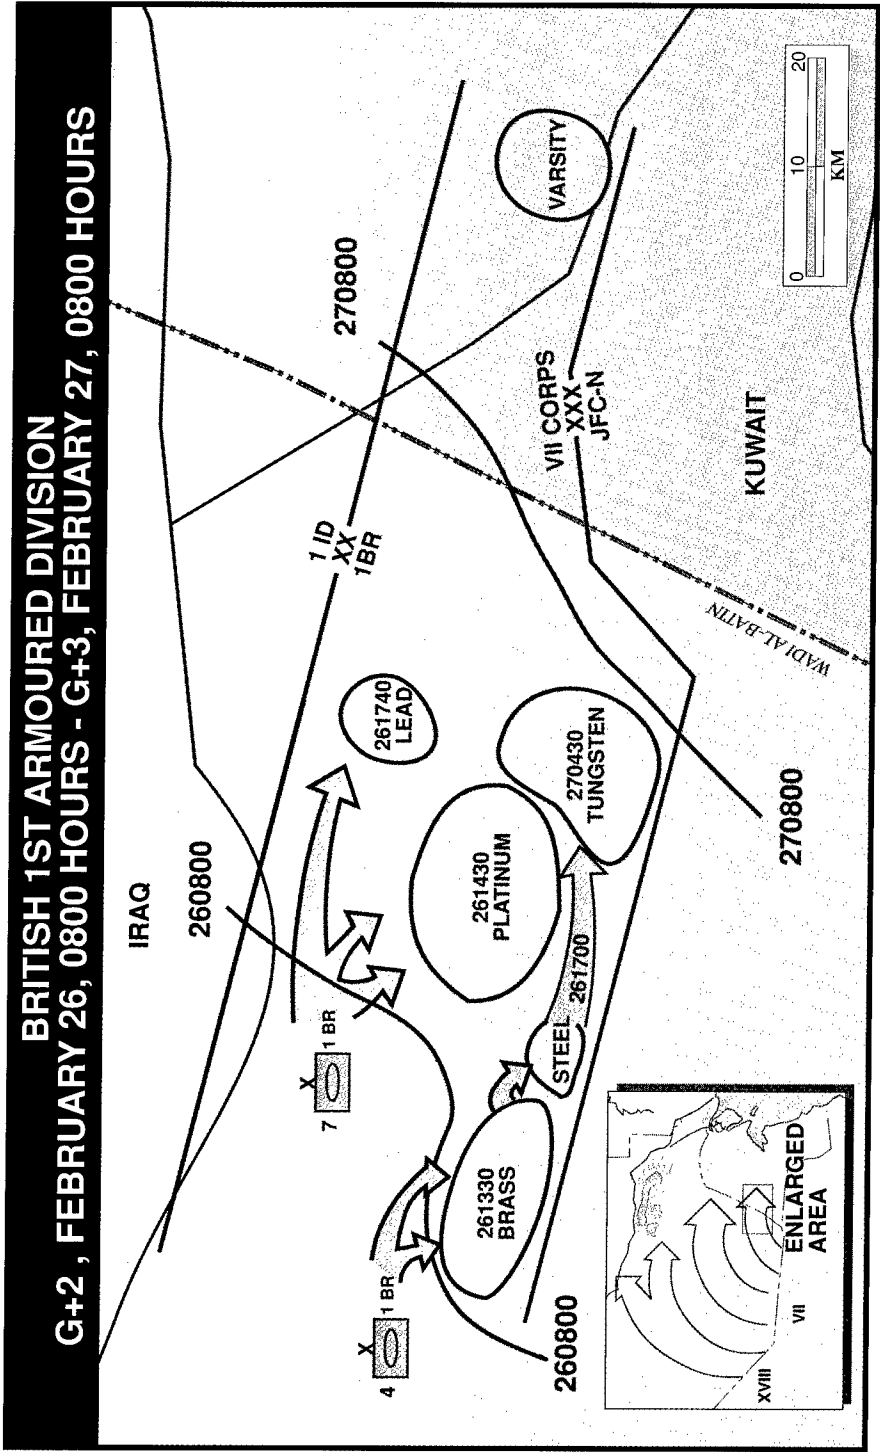 BRITISH 1ST ARMOURED DIVISION
G+2 , FEBRUARY 26, 0800 HOURS - G+3, FEBRUARY 27, 0800 HOURS
IRAQ
260800
270800
1 ID
XX
1BR
X
7
1 BR
261740
LEAD
VARSITY
X
4
1 BR
261430
PLATINUM
VII CORPS
XXX
JFC-N
261330
BRASS
STEEL
261700
270430
TUNGSTEN
260800
270800
WADI AL-BATIN
KUWAIT
0
10
20
KM
XVIII
VII
ENLARGED
AREA